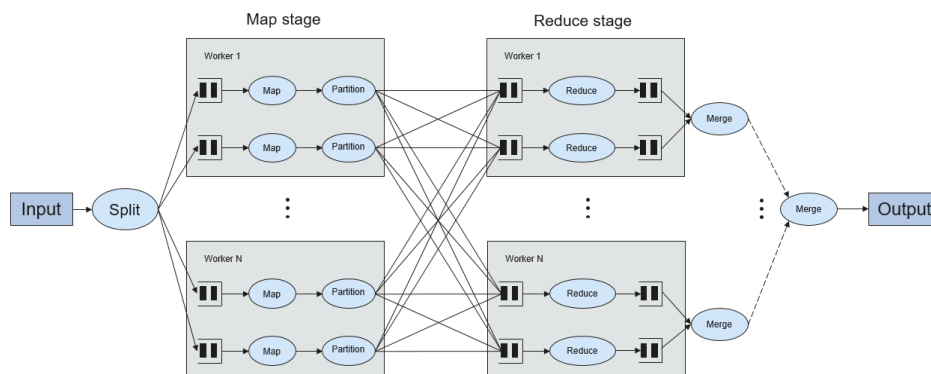 Map stage
Reduce stage
Worker 1
Worker 1
Map
Partition
Reduce
Merge
Map
Partition
Reduce
Input
Split
Merge
Output
Worker N
Worker N
Map
Partition
Reduce
Merge
Map
Partition
Reduce